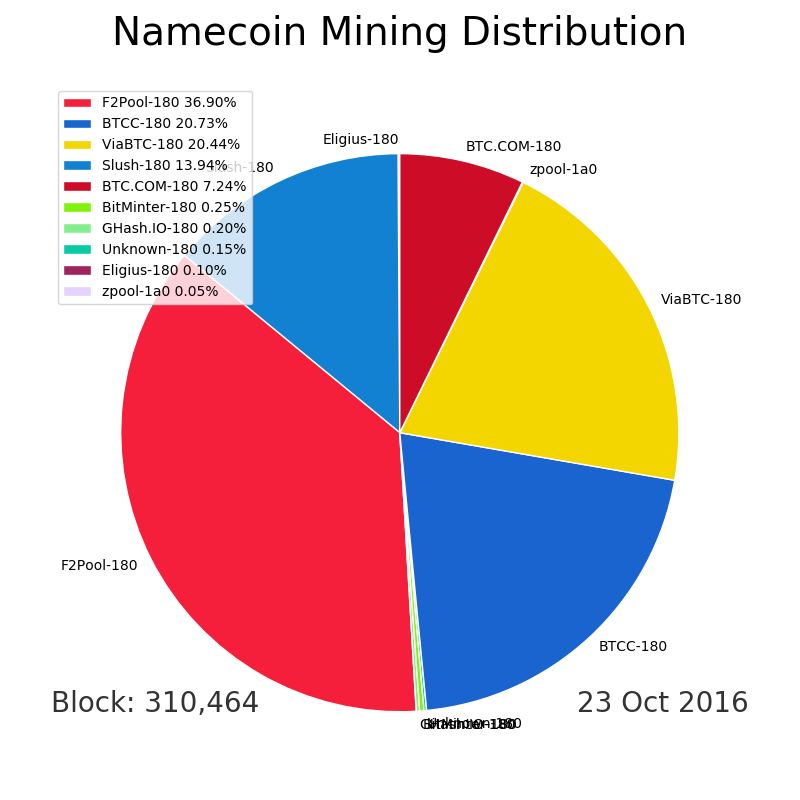 Namecoin Mining Distribution
F2Pool-180 36.90%
BTCC-180 20.73%
ViaBTC-180 20.44%
Slush-180 13.94%
BTC.COM-180 7.24%
BitMinter-180 0.25%
GHash.IO-180 0.20%
Unknown-180 0.15%
Eligius-180 0.10%
zpool-1a0 0.05%
Eligius-180
BTC.COM-180
Slush-180
zpool-1a0
ViaBTC-180
F2Pool-180
BTCC-180
Block: 310,464
23 Oct 2016